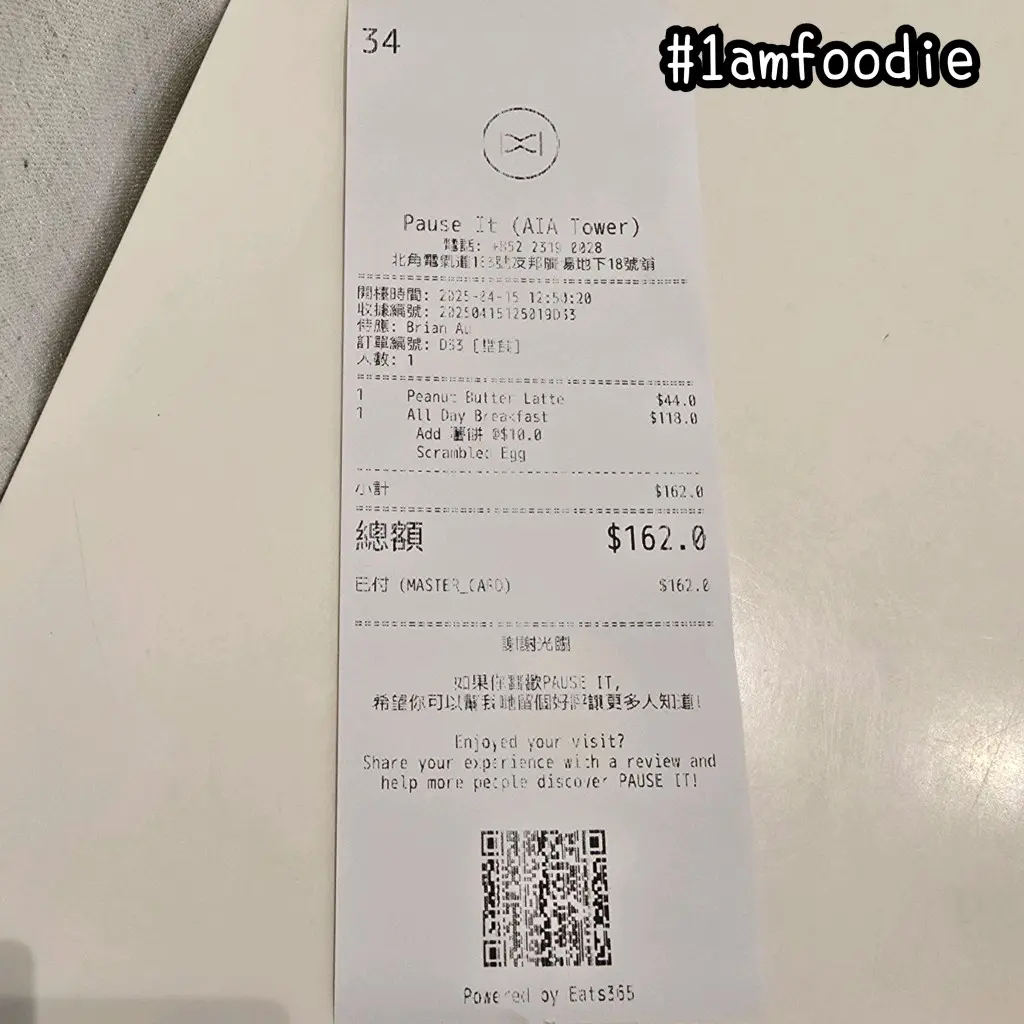 #1amfoodie
34
Pause It (AIA Tower)
電話: +852 2319 0028
北角電氣道183號友邦廣場地下18號舖
開檯時間: 2025-04-15 12:50:20
收據編號: 20250415125019D33
侍應: Brian Au
訂單編號: D33 [堂食]
人數: 1
1 Peanut Butter Latte $44.0
1 All Day Breakfast $118.0
Add 薯餅 @$10.0
Scrambled Egg
小計 $162.0
總額 $162.0
已付 (MASTER_CARD) $162.0
謝謝光臨
如果你喜歡PAUSE IT,
希望你可以幫我哋留個好評讓更多人知道!
Enjoyed your visit?
Share your experience with a review and
help more people discover PAUSE IT!
Powered by Eats365